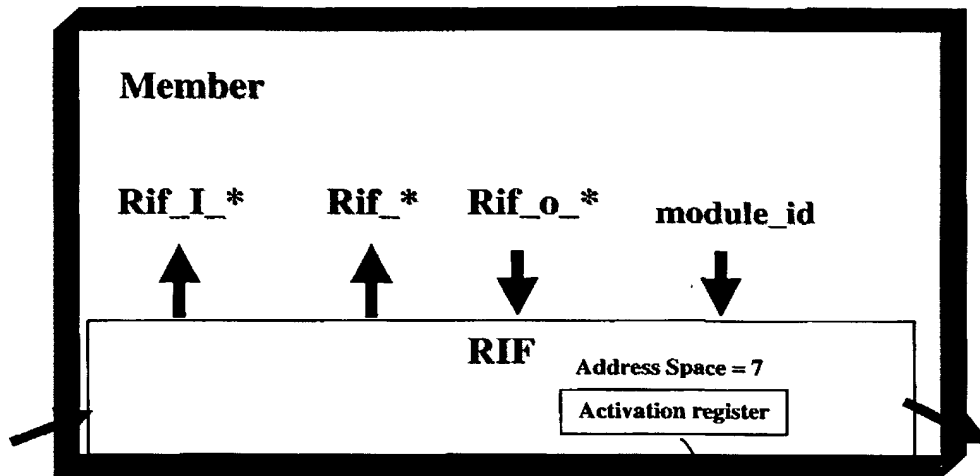 Member
Rif_I_* Rif_* Rif_o_* module_id
RIF
Address Space = 7
Activation register